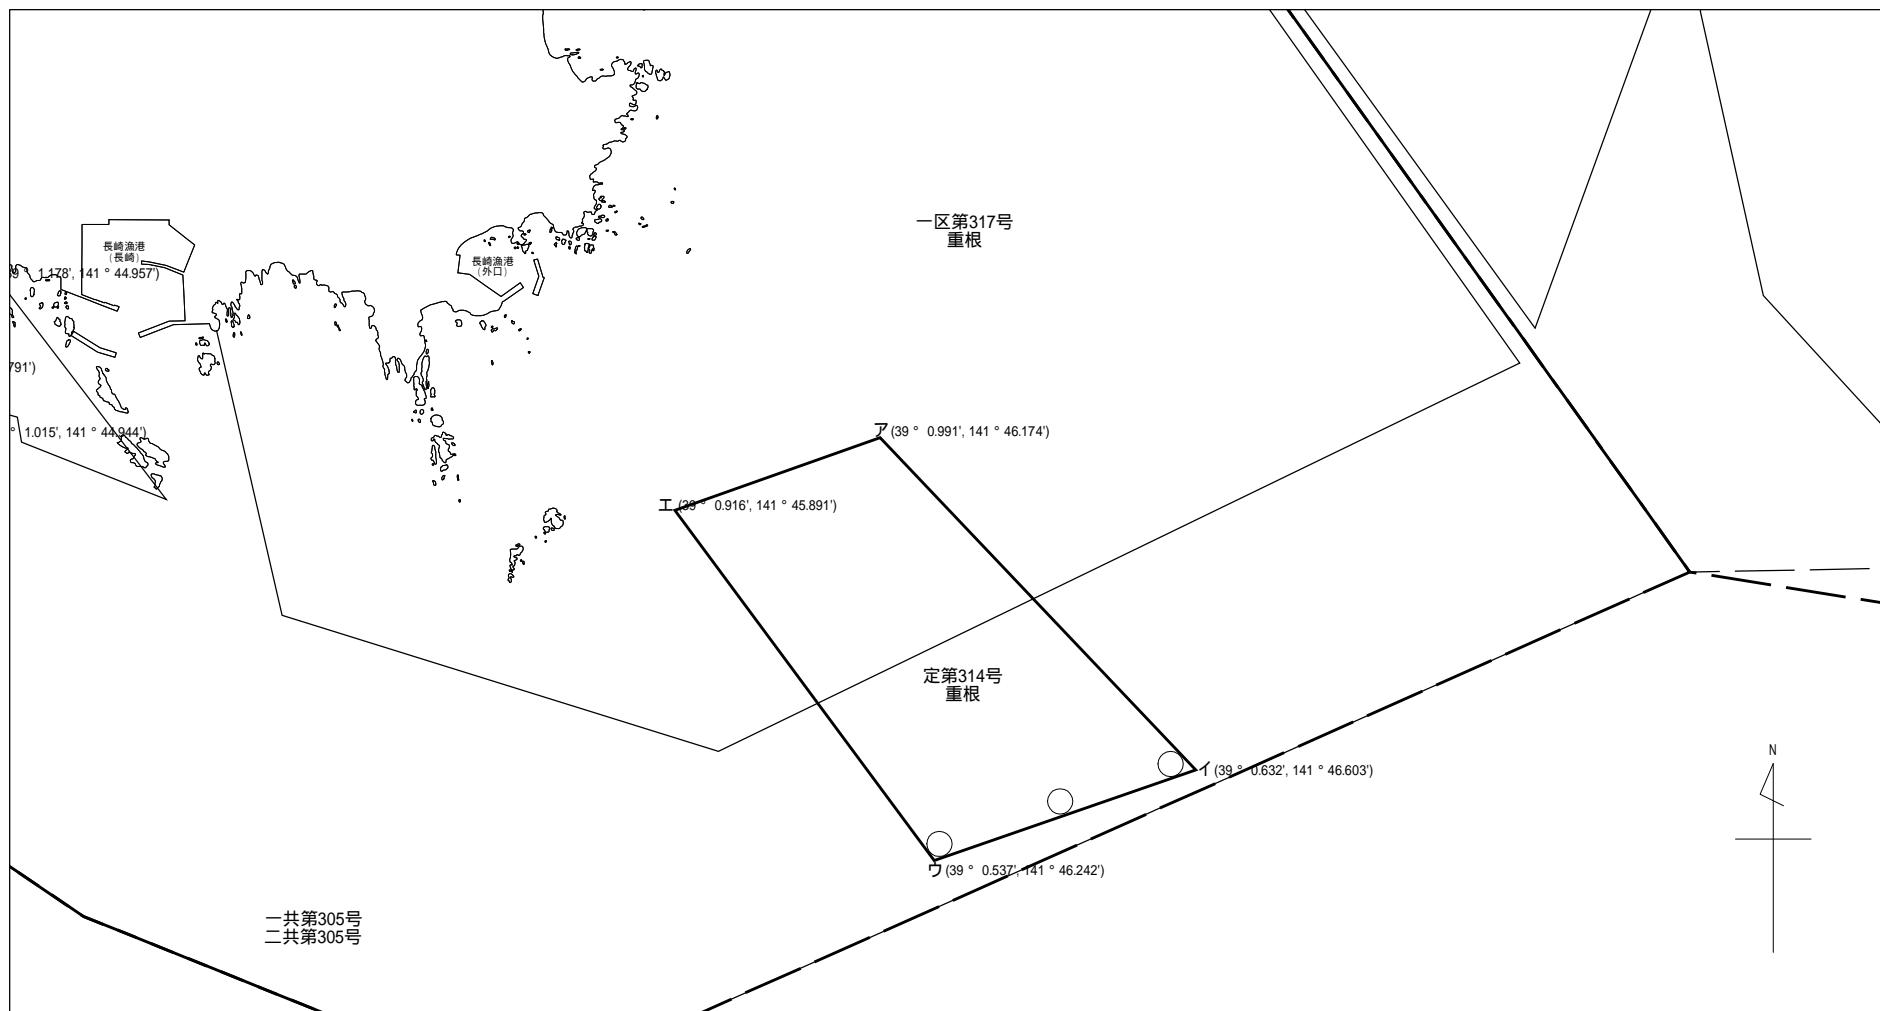 一区第317号
重根
長崎漁港
(長崎)
長崎漁港
(外口)
9 ° 1.178', 141 ° 44.957')
791')
° 1.015', 141 ° 44.944')
ア (39 ° 0.991', 141 ° 46.174')
エ (39 ° 0.916', 141 ° 45.891')
定第314号
重根
イ (39 ° 0.632', 141 ° 46.603')
ウ (39 ° 0.537', 141 ° 46.242')
N
一共第305号
二共第305号